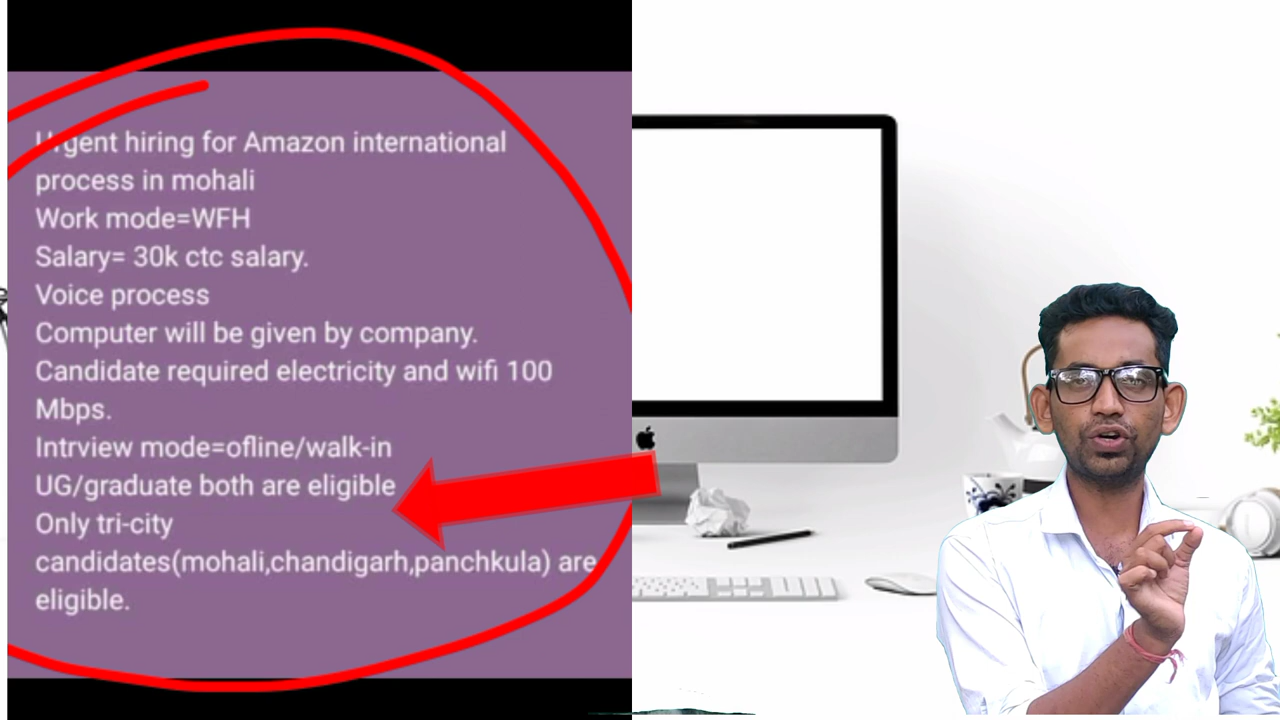 Urgent hiring for Amazon international
process in mohali
Work mode=WFH
Salary= 30k ctc salary.
Voice process
Computer will be given by company.
Candidate required electricity and wifi 100
Mbps.
Intrview mode=ofline/walk-in
UG/graduate both are eligible
Only tri-city
candidates(mohali,chandigarh,panchkula) are
eligible.